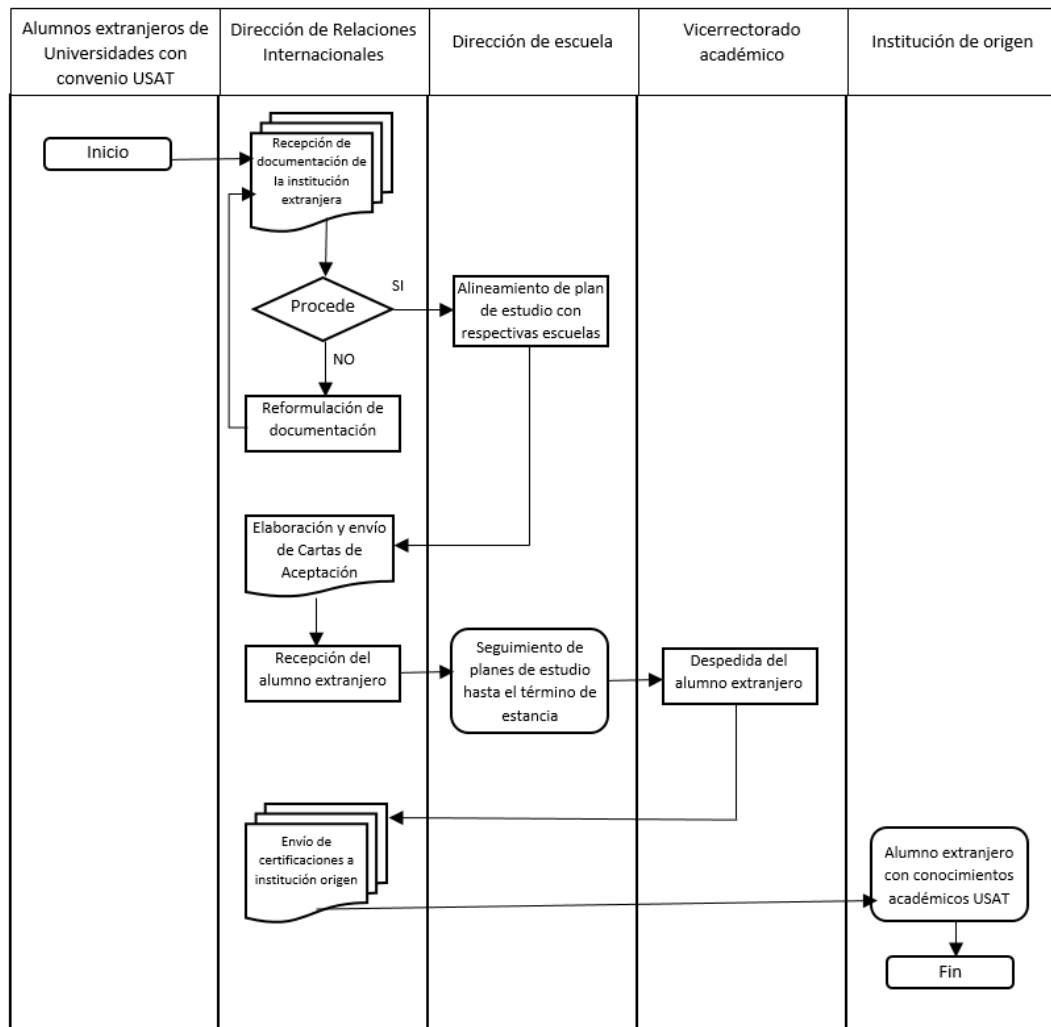 Alumnos extranjeros de
Universidades con
convenio USAT
Dirección de Relaciones
Internacionales
Dirección de escuela
Vicerrectorado
académico
Institución de origen
Inicio
Recepción de
documentación de
la institución
extranjera
Procede
SI
NO
Alineamiento de plan
de estudio con
respectivas escuelas
Reformulación de
documentación
Elaboración y envío
de Cartas de
Aceptación
Recepción del
alumno extranjero
Seguimiento de
planes de estudio
hasta el término de
estancia
Despedida del
alumno extranjero
Envío de
certificaciones a
institución origen
Alumno extranjero
con conocimientos
académicos USAT
Fin